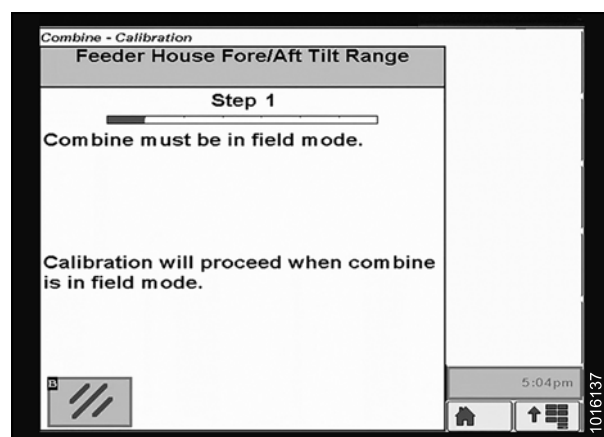 Combine - Calibration
Feeder House Fore/Aft Tilt Range
Step 1
Combine must be in field mode.
Calibration will proceed when combine
is in field mode.
B
5:04pm
1016137